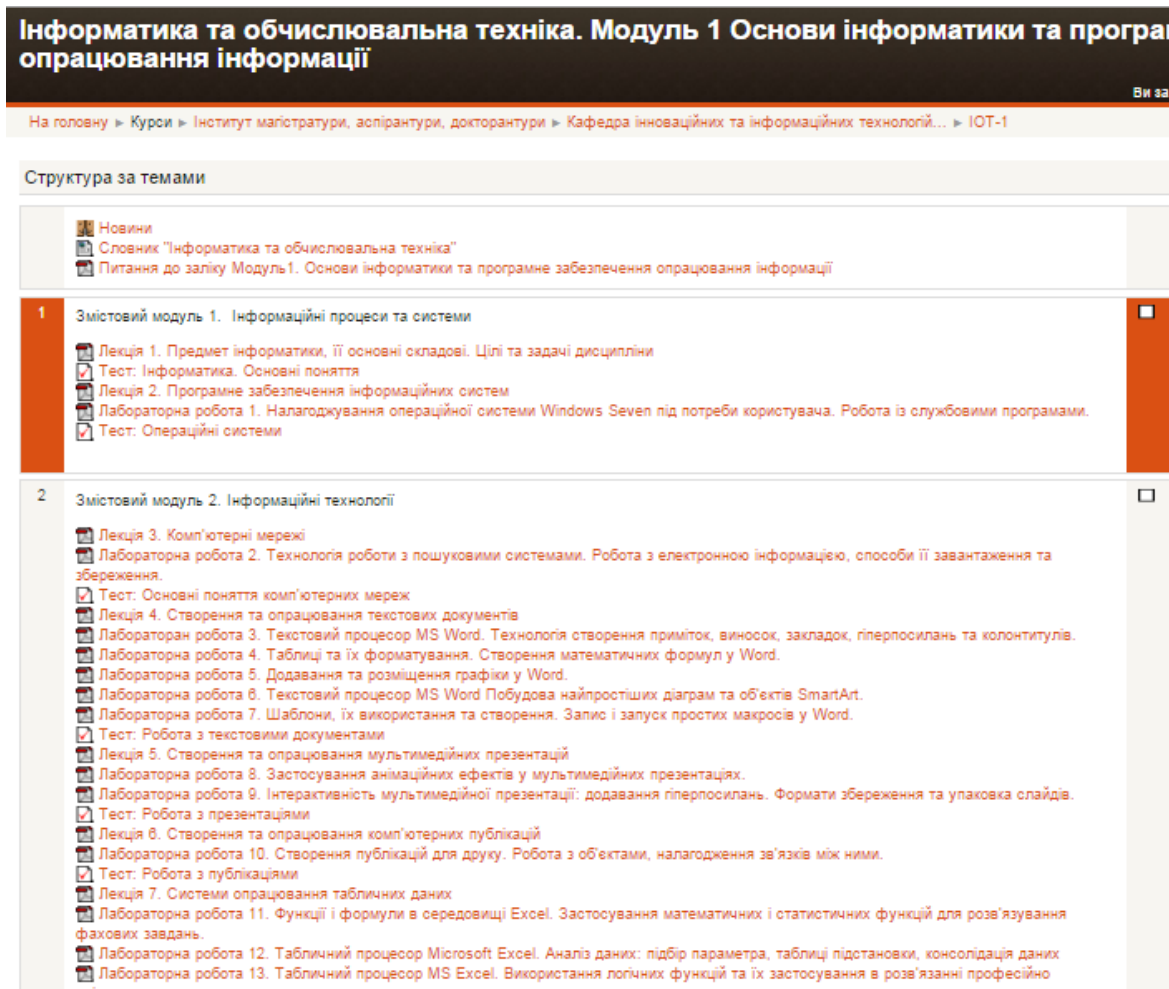 Інформатика та обчислювальна техніка. Модуль 1 Основи інформатики та
опрацювання інформації
Ви
На головну ► Курси ► Інститут магістратури, аспірантури, докторантури ► Кафедра інноваційних та інформаційних технологій... ► ІОТ-1
Структура за темами
Новини
Словник "Інформатика та обчислювальна техніка"
Питання до заліку Модуль1. Основи інформатики та програмне забезпечення опрацювання інформації
1 Змістовий модуль 1. Інформаційні процеси та системи
Лекція 1. Предмет інформатики, її основні складові. Цілі та задачі дисципліни
Тест: Інформатика. Основні поняття
Лекція 2. Програмне забезпечення інформаційних систем
Лабораторна робота 1. Налагоджування операційної системи Windows Seven під потреби користувача. Робота із службовими програмами.
Тест: Операційні системи
2 Змістовий модуль 2. Інформаційні технології
Лекція 3. Комп'ютерні мережі
Лабораторна робота 2. Технологія роботи з пошуковими системами. Робота з електронною інформацією, способи її завантаження та
збереження.
Тест: Основні поняття комп'ютерних мереж
Лекція 4. Створення та опрацювання текстових документів
Лабораторан робота 3. Текстовий процесор MS Word. Технологія створення приміток, виносок, закладок, гіперпосилань та колонтитулів.
Лабораторна робота 4. Таблиці та їх форматування. Створення математичних формул у Word.
Лабораторна робота 5. Додавання та розміщення графіки у Word.
Лабораторна робота 6. Текстовий процесор MS Word Побудова найпростіших діаграм та об'єктів SmartArt.
Лабораторна робота 7. Шаблони, їх використання та створення. Запис і запуск простих макросів у Word.
Тест: Робота з текстовими документами
Лекція 5. Створення та опрацювання мультимедійних презентацій
Лабораторна робота 8. Застосування анімаційних ефектів у мультимедійних презентаціях.
Лабораторна робота 9. Інтерактивність мультимедійної презентації: додавання гіперпосилань. Формати збереження та упаковка слайдів.
Тест: Робота з презентаціями
Лекція 6. Створення та опрацювання комп'ютерних публікацій
Лабораторна робота 10. Створення публікацій для друку. Робота з об'єктами, налагодження зв'язків між ними.
Тест: Робота з публікаціями
Лекція 7. Системи опрацювання табличних даних
Лабораторна робота 11. Функції і формули в середовищі Excel. Застосування математичних і статистичних функцій для розв'язування
фахових завдань.
Лабораторна робота 12. Табличний процесор Microsoft Excel. Аналіз даних: підбір параметра, таблиці підстановки, консолідація даних
Лабораторна робота 13. Табличний процесор MS Excel. Використання логічних функцій та їх застосування в розв'язанні професійно